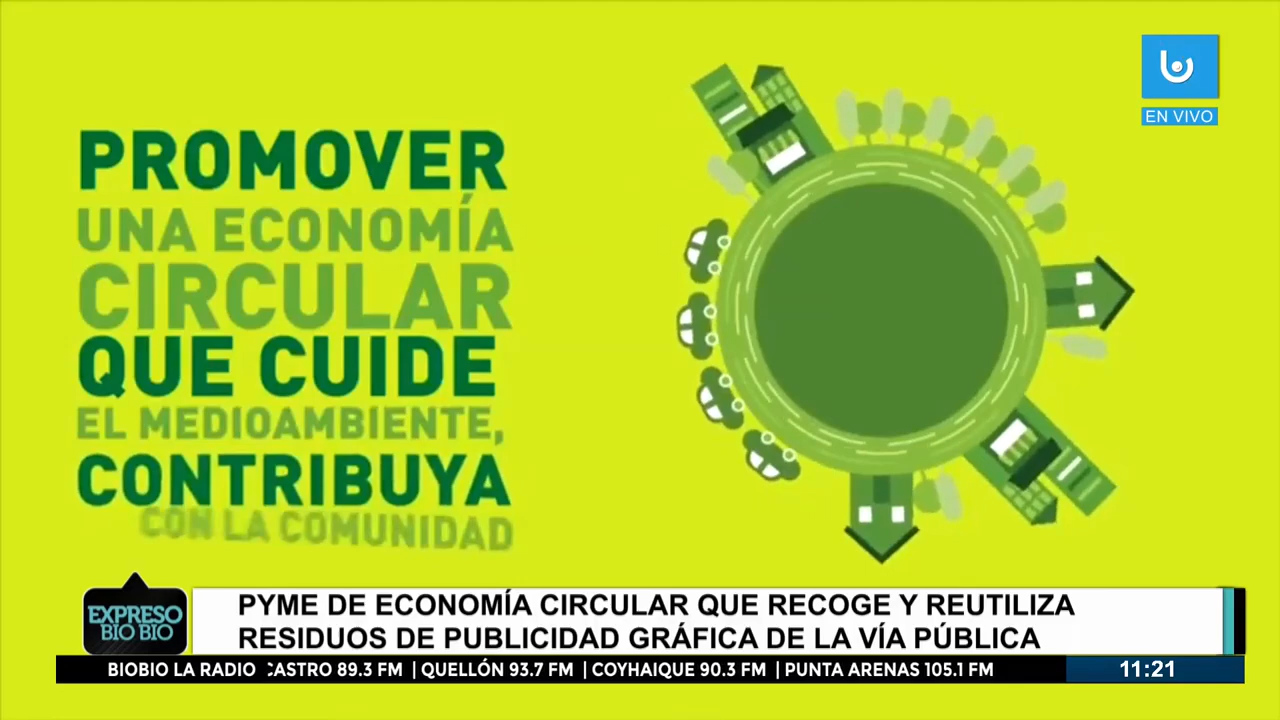 PROMOVER
UNA ECONOMÍA
CIRCULAR
QUE CUIDE
EL MEDIOAMBIENTE,
CONTRIBUYA
CON LA COMUNIDAD
EN VIVO
EXPRESO
BIO BIO
PYME DE ECONOMÍA CIRCULAR QUE RECOGE Y REUTILIZA
RESIDUOS DE PUBLICIDAD GRÁFICA DE LA VÍA PÚBLICA
BIOBIO LA RADIO CASTRO 89.3 FM | QUELLÓN 93.7 FM | COYHAIQUE 90.3 FM | PUNTA ARENAS 105.1 FM
11:21